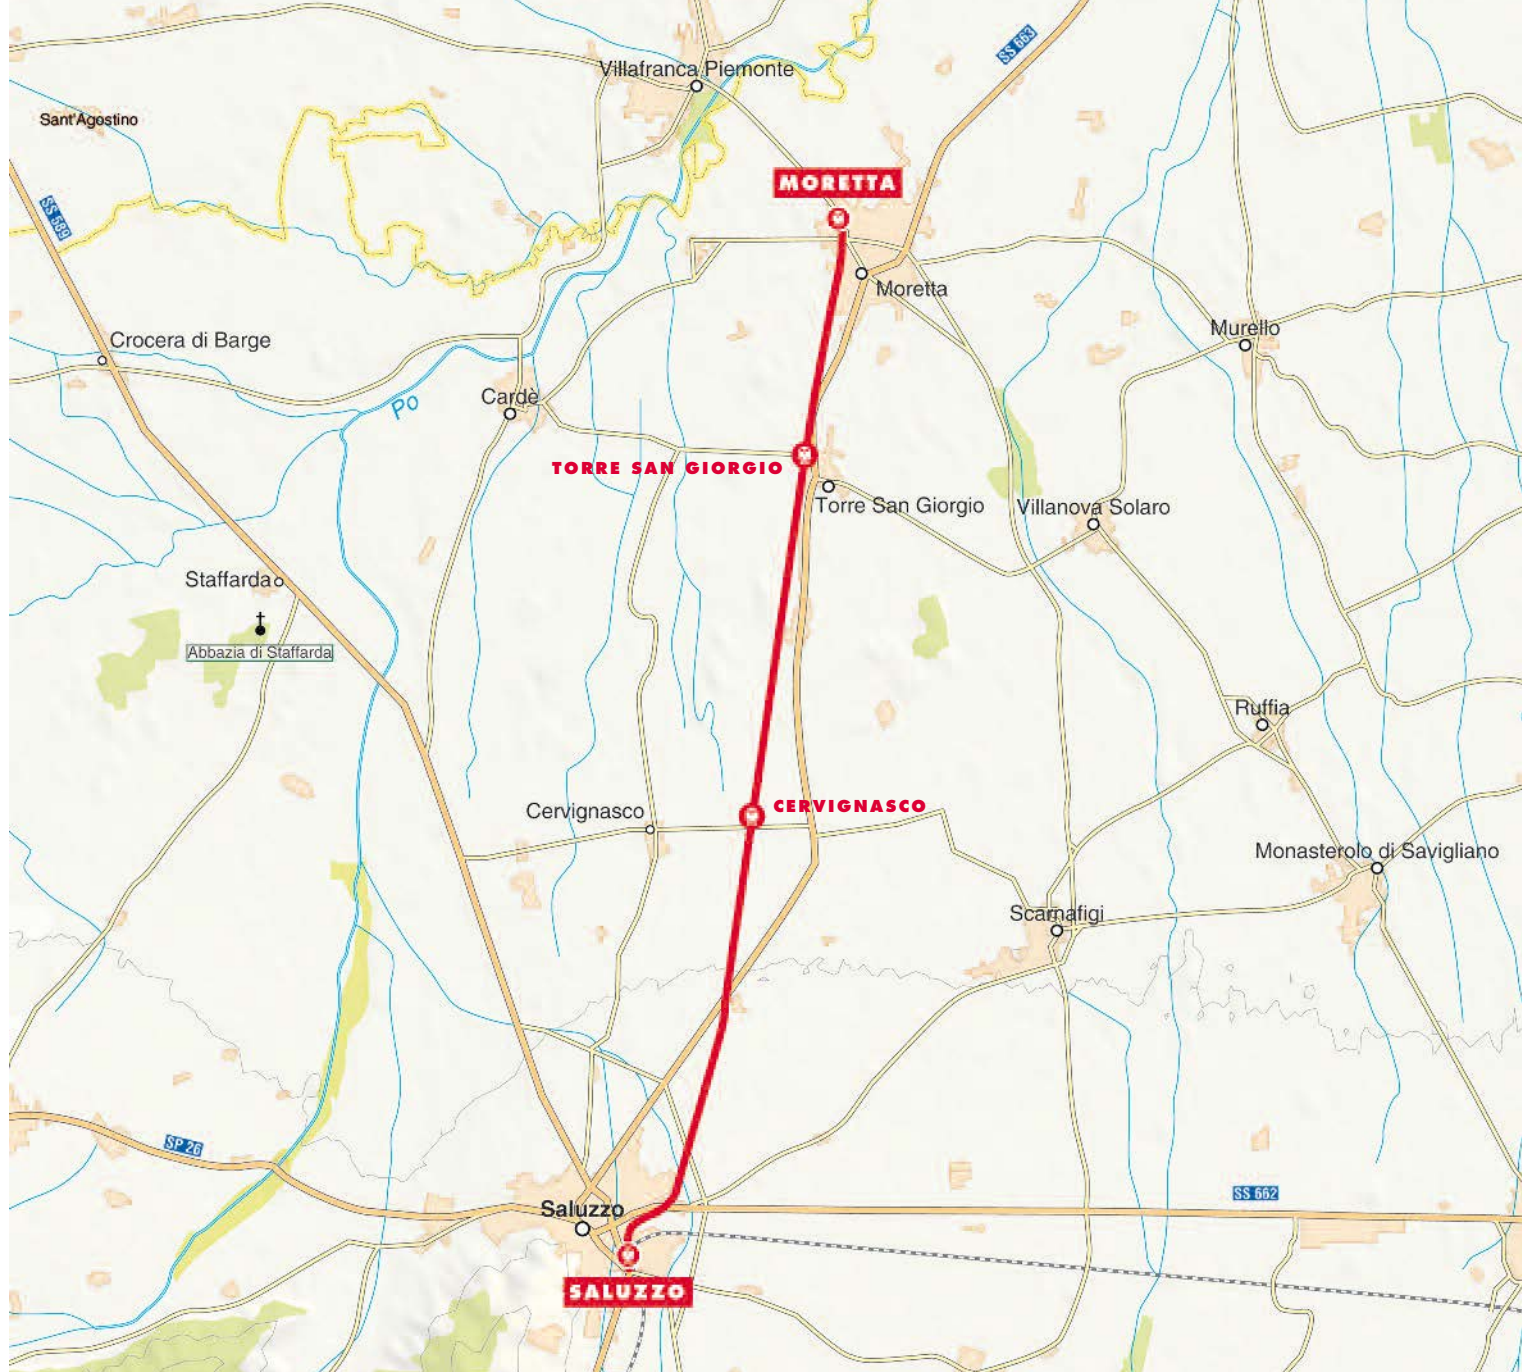 SS 663
Villafranca Piemonte
Sant'Agostino
MORETTA
SS 589
Moretta
Murello
Crocera di Barge
Cardè
Po
TORRE SAN GIORGIO
Torre San Giorgio
Villanova Solaro
Staffarda
Abbazia di Staffarda
Ruffia
CERVIGNASCO
Cervignasco
Monasterolo di Savigliano
Scarnafigi
SP 26
SS 662
Saluzzo
SALUZZO